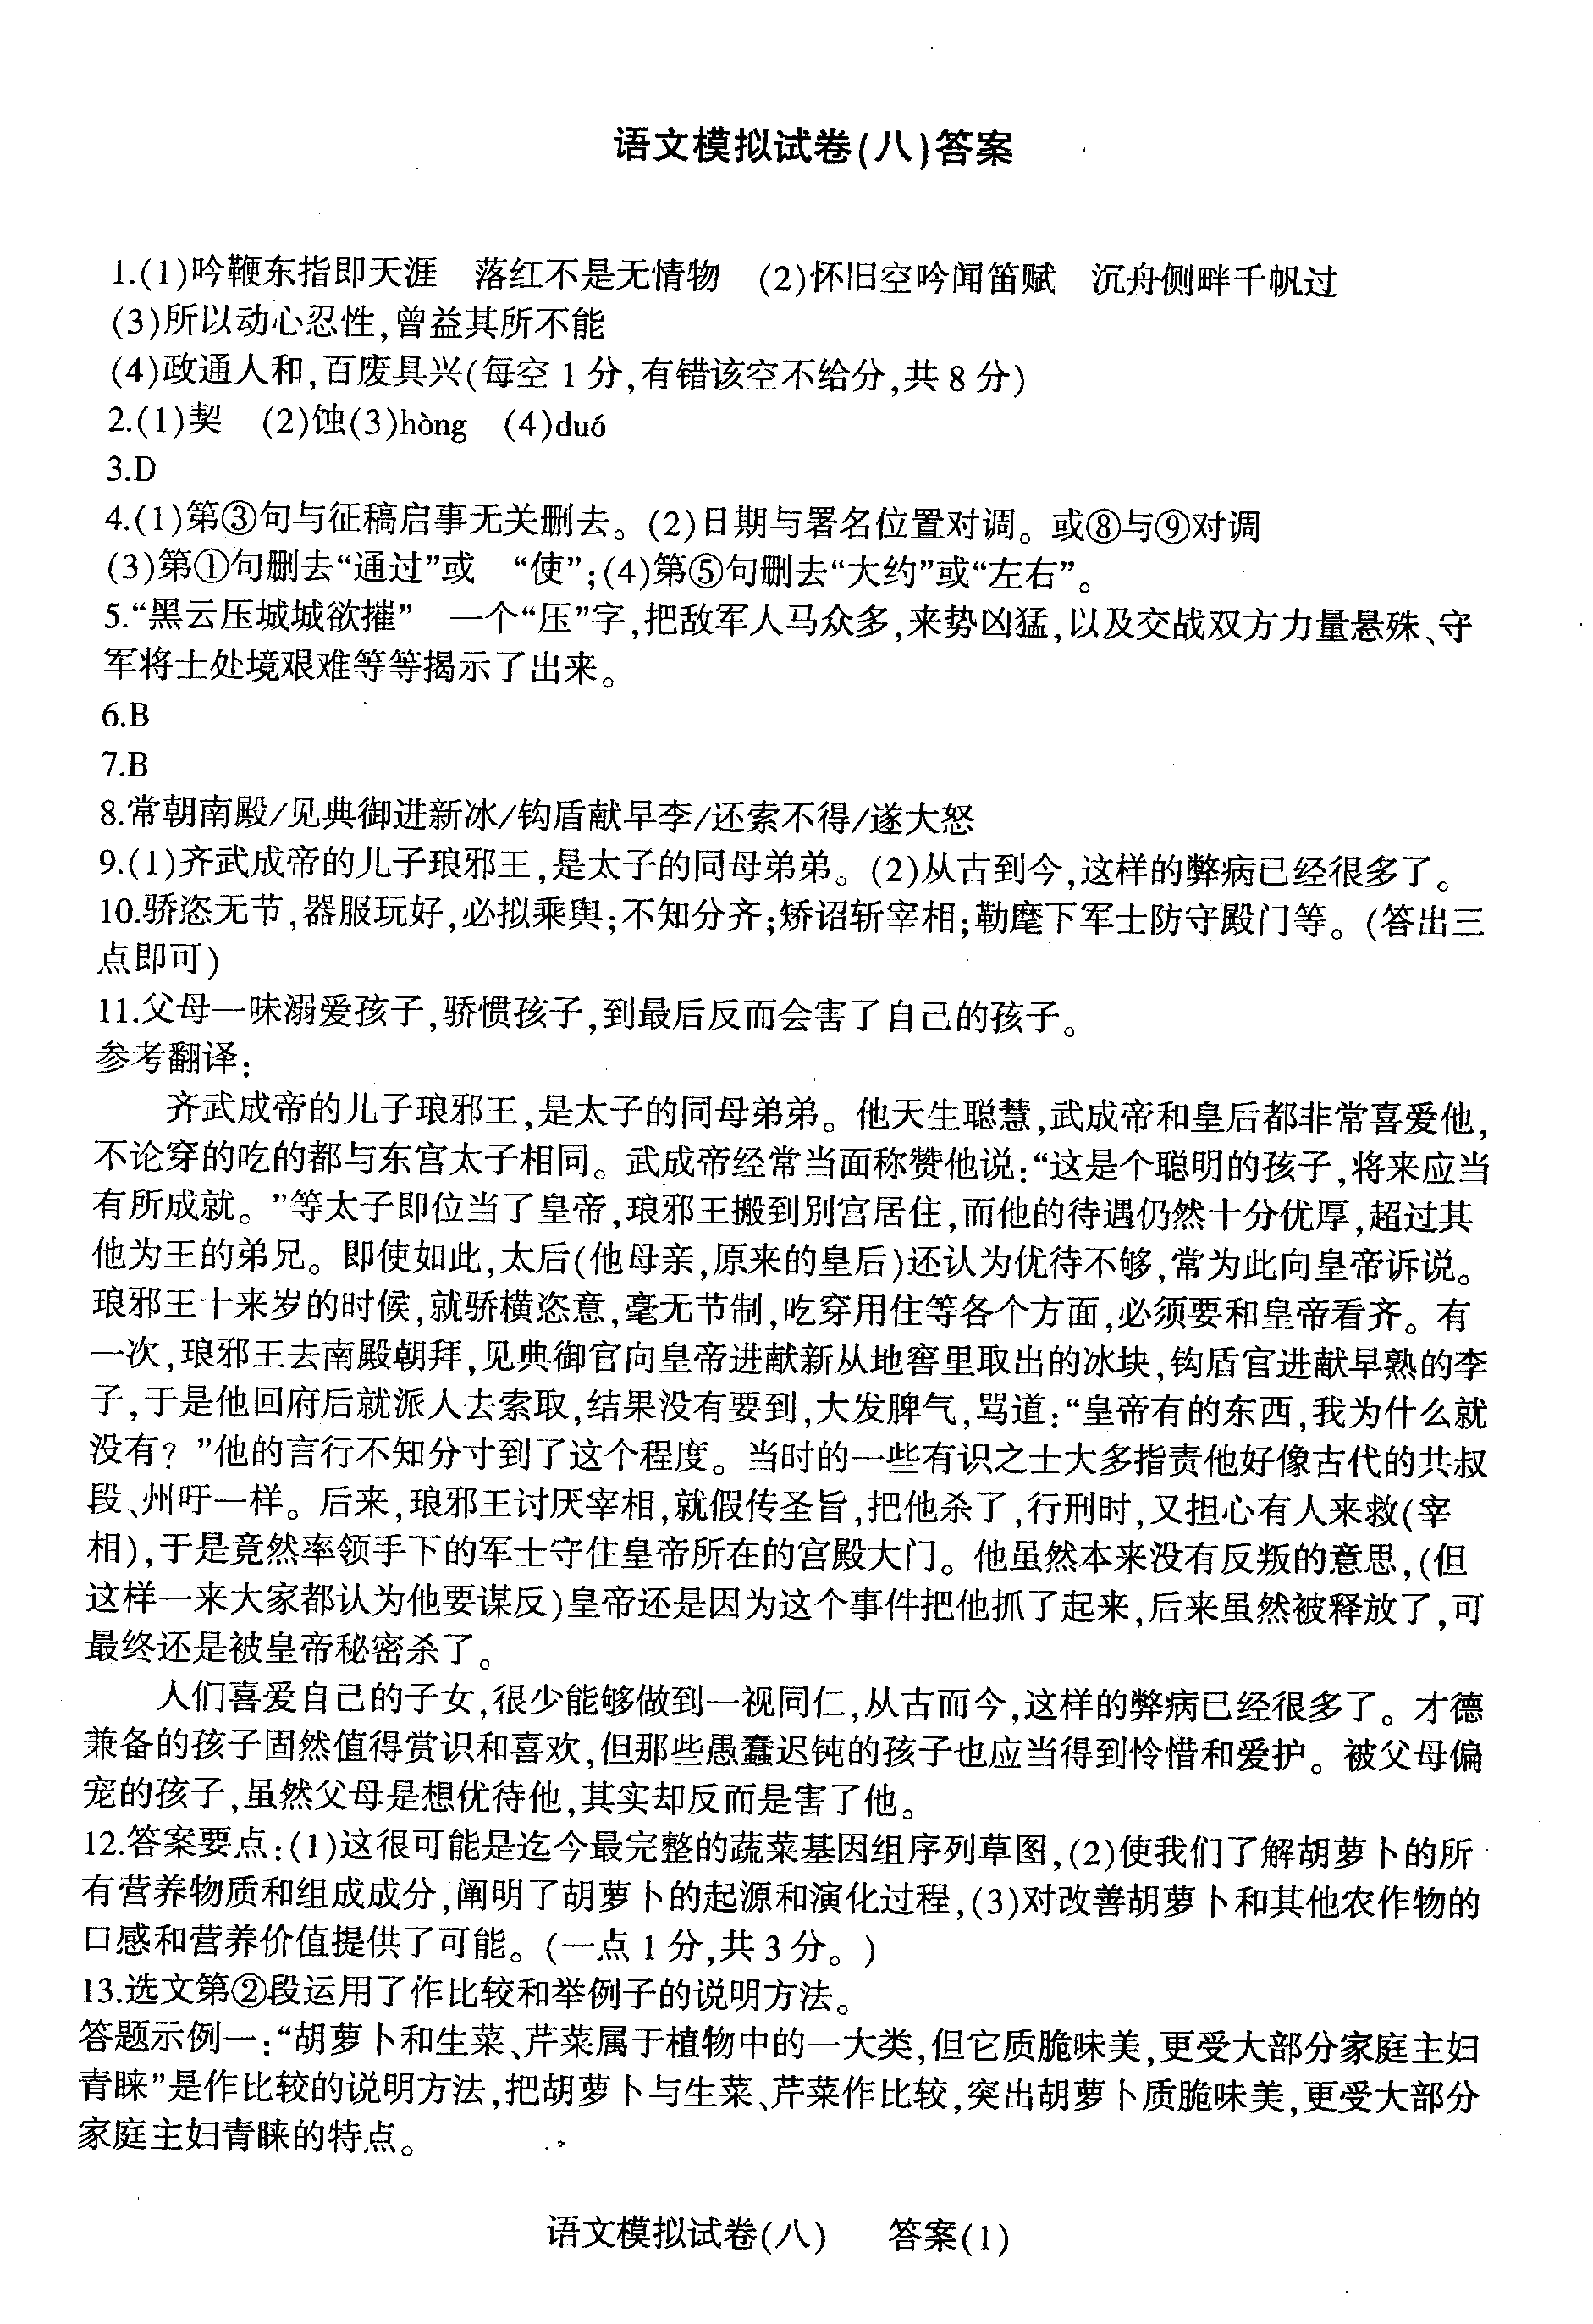 语文模拟试卷(八)答案
1.(1)吟鞭东指即天涯 落红不是无情物 (2)怀旧空吟闻笛赋 沉舟侧畔千帆过
(3)所以动心忍性,曾益其所不能
(4)政通人和,百废具兴(每空1分,有错该空不给分,共8分)
2.(1)契 (2)蚀(3)hòng (4)duó
3.D
4.(1)第③句与征稿启事无关删去。(2)日期与署名位置对调。或⑧与⑨对调
(3)第①句删去“通过”或 “使”;(4)第⑤句删去“大约”或“左右”。
5.“黑云压城城欲摧” 一个“压”字,把敌军人马众多,来势凶猛,以及交战双方力量悬殊、守
军将士处境艰难等等揭示了出来。
6.B
7.B
8.常朝南殿/见典御进新冰/钩盾献早李/还索不得/遂大怒
9.(1)齐武成帝的儿子琅邪王,是太子的同母弟弟。(2)从古到今,这样的弊病已经很多了。
10.骄恣无节,器服玩好,必拟乘舆;不知分齐;矫诏斩宰相;勒麾下军士防守殿门等。(答出三
点即可)
11.父母一味溺爱孩子,骄惯孩子,到最后反而会害了自己的孩子。
参考翻译:
齐武成帝的儿子琅邪王,是太子的同母弟弟。他天生聪慧,武成帝和皇后都非常喜爱他,
不论穿的吃的都与东宫太子相同。武成帝经常当面称赞他说:“这是个聪明的孩子,将来应当
有所成就。”等太子即位当了皇帝,琅邪王搬到别宫居住,而他的待遇仍然十分优厚,超过其
他为王的弟兄。即使如此,太后(他母亲,原来的皇后)还认为优待不够,常为此向皇帝诉说。
琅邪王十来岁的时候,就骄横恣意,毫无节制,吃穿用住等各个方面,必须要和皇帝看齐。有
一次,琅邪王去南殿朝拜,见典御官向皇帝进献新从地窖里取出的冰块,钩盾官进献早熟的李
子,于是他回府后就派人去索取,结果没有要到,大发脾气,骂道:“皇帝有的东西,我为什么就
没有?”他的言行不知分寸到了这个程度。当时的一些有识之士大多指责他好像古代的共叔
段、州吁一样。后来,琅邪王讨厌宰相,就假传圣旨,把他杀了,行刑时,又担心有人来救(宰
相),于是竟然率领手下的军士守住皇帝所在的宫殿大门。他虽然本来没有反叛的意思,(但
这样一来大家都认为他要谋反)皇帝还是因为这个事件把他抓了起来,后来虽然被释放了,可
最终还是被皇帝秘密杀了。
人们喜爱自己的子女,很少能够做到一视同仁,从古而今,这样的弊病已经很多了。才德
兼备的孩子固然值得赏识和喜欢,但那些愚蠢迟钝的孩子也应当得到怜惜和爱护。被父母偏
宠的孩子,虽然父母是想优待他,其实却反而是害了他。
12.答案要点:(1)这很可能是迄今最完整的蔬菜基因组序列草图,(2)使我们了解胡萝卜的所
有营养物质和组成成分,阐明了胡萝卜的起源和演化过程,(3)对改善胡萝卜和其他农作物的
口感和营养价值提供了可能。(一点1分,共3分。)
13.选文第②段运用了作比较和举例子的说明方法。
答题示例一:“胡萝卜和生菜、芹菜属于植物中的一大类,但它质脆味美,更受大部分家庭主妇
青睐”是作比较的说明方法,把胡萝卜与生菜、芹菜作比较,突出胡萝卜质脆味美,更受大部分
家庭主妇青睐的特点。
语文模拟试卷(八) 答案(1)